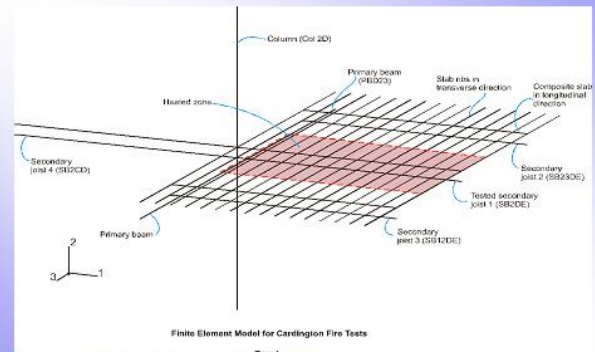 Column (Col 2D)
Primary beam
(PBD23)
Slab ribs in
transverse direction
Composite slab
in longitudinal
direction
Heated zone
Secondary
joist 4 (SB2CD)
Secondary
joist 2 (SB23DE)
Tested secondary
joist 1 (SB2DE)
Primary beam
Secondary
joist 3 (SB12DE)
2
3
1
Finite Element Model for Cardington Fire Tests